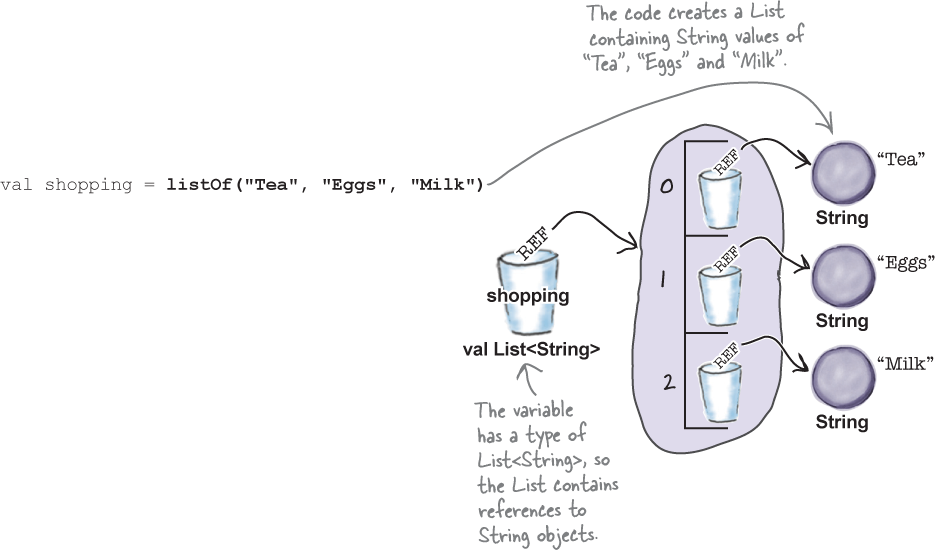 The code creates a List
containing String values of
“Tea”, “Eggs” and “Milk”.
val shopping = listOf("Tea", "Eggs", "Milk")
REF
shopping
val List<String>
The variable
has a type of
List<String>, so
the List contains
references to
String objects.
0
REF
“Tea”
String
1
REF
“Eggs”
String
2
REF
“Milk”
String